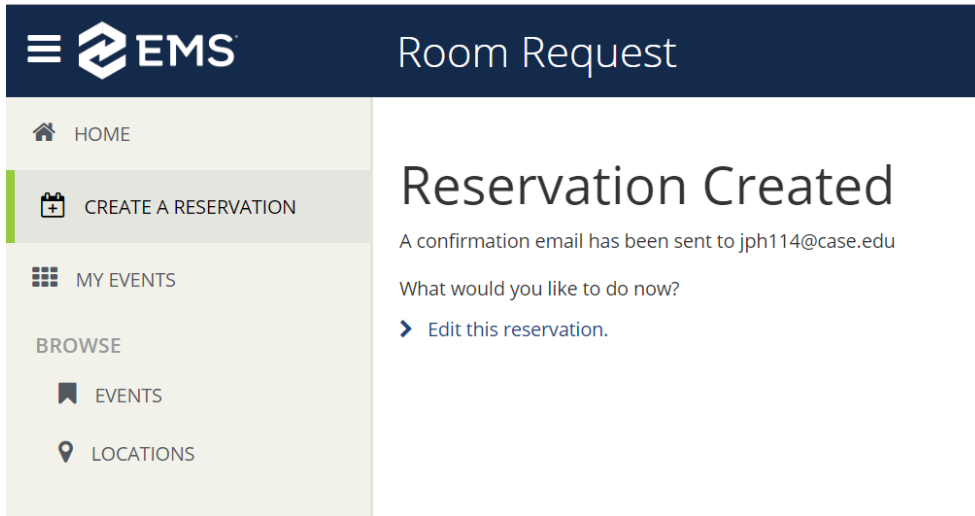 EMS
Room Request
HOME
CREATE A RESERVATION
MY EVENTS
BROWSE
EVENTS
LOCATIONS
Reservation Created
A confirmation email has been sent to jph114@case.edu
What would you like to do now?
Edit this reservation.